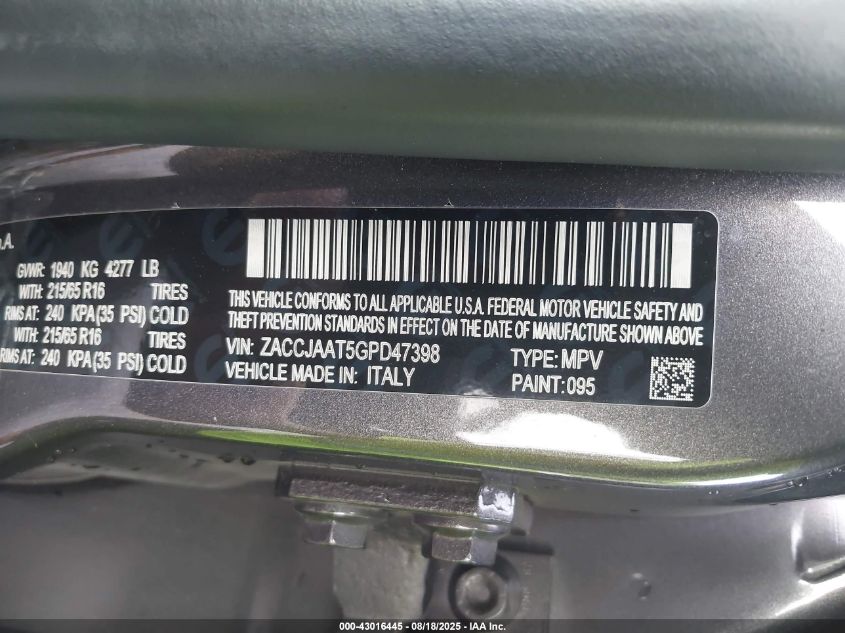 .A.
GVWR: 1940 KG 4277 LB
WITH: 215/65 R16 TIRES
RIMS AT: 240 KPA(35 PSI) COLD
WITH: 215/65 R16 TIRES
RIMS AT: 240 KPA(35 PSI) COLD
THIS VEHICLE CONFORMS TO ALL APPLICABLE U.S.A. FEDERAL MOTOR VEHICLE SAFETY AND
THEFT PREVENTION STANDARDS IN EFFECT ON THE DATE OF MANUFACTURE SHOWN ABOVE
VIN: ZACCJAAT5GPD47398 TYPE: MPV
VEHICLE MADE IN: ITALY PAINT: 095
000-43016445 - 08/18/2025 - IAA Inc.